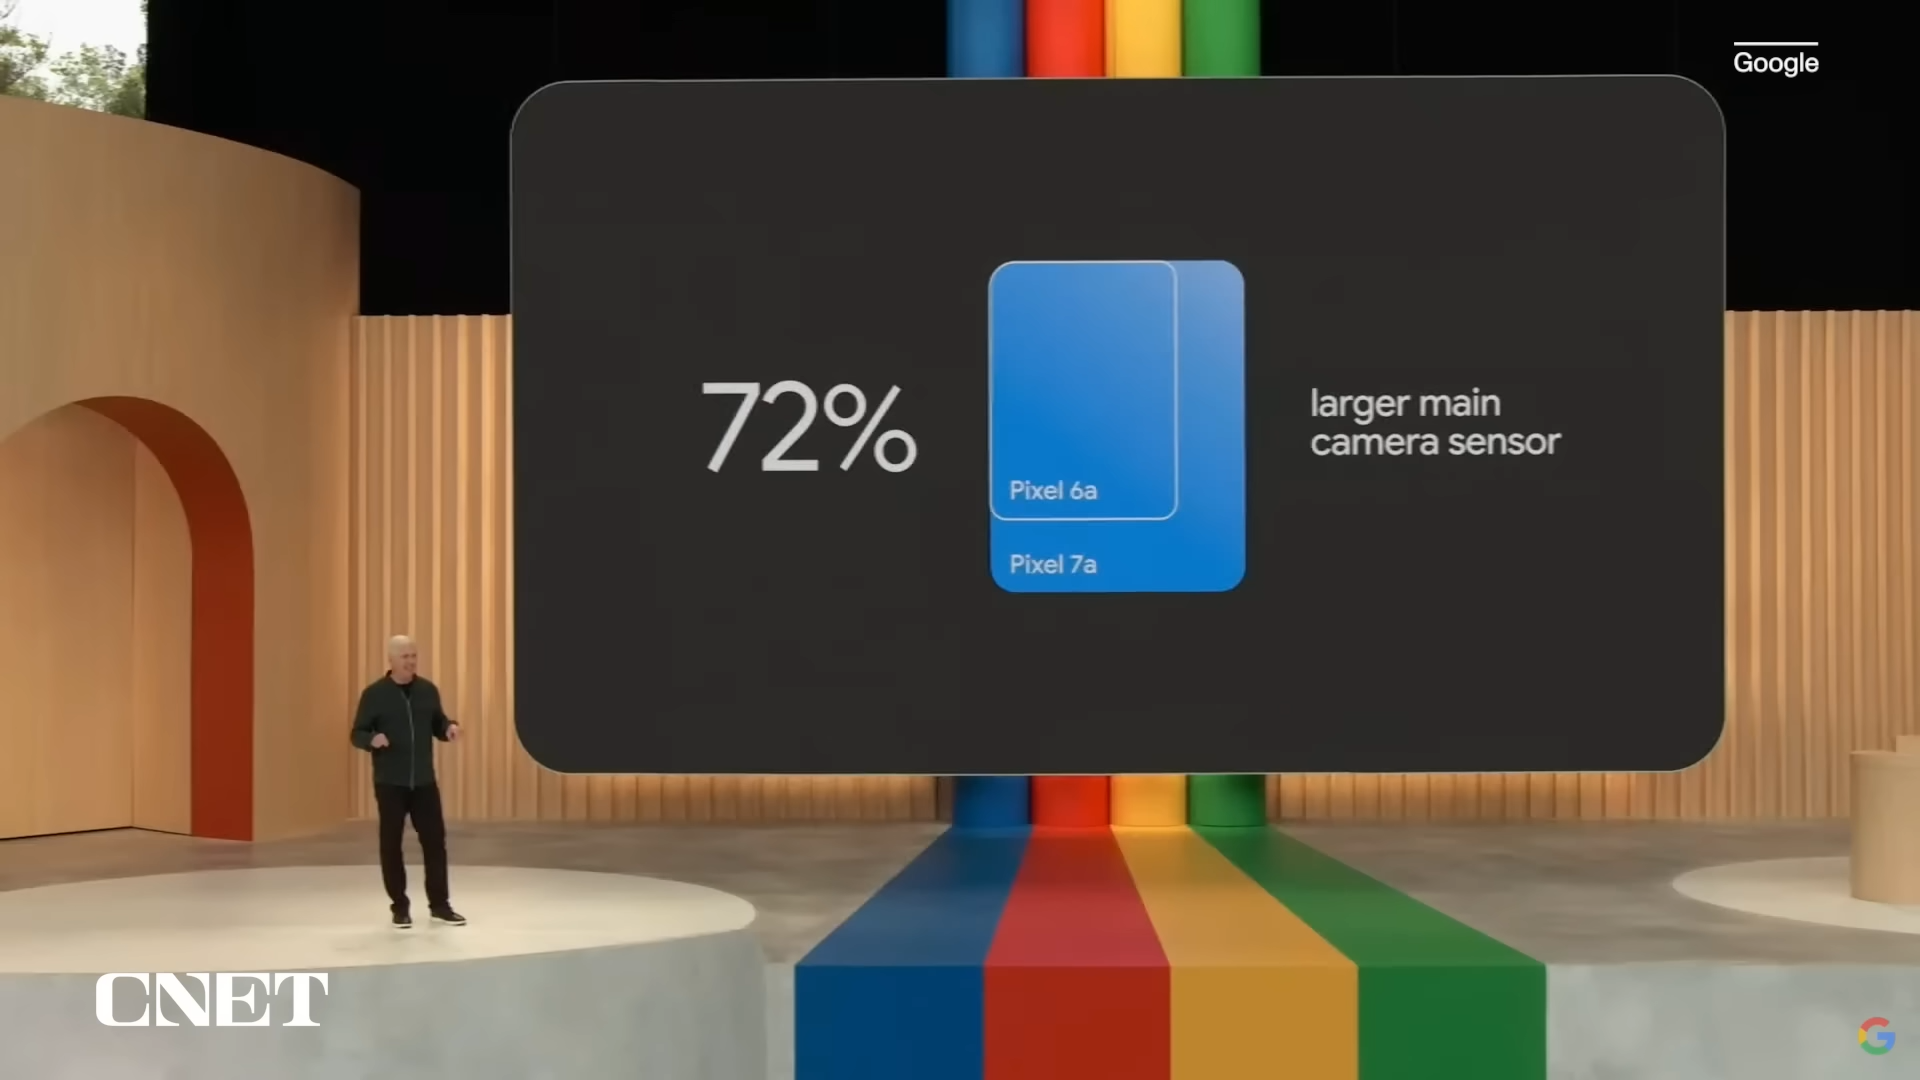 Google
72%
larger main
camera sensor
Pixel 6a
Pixel 7a
CNET
G